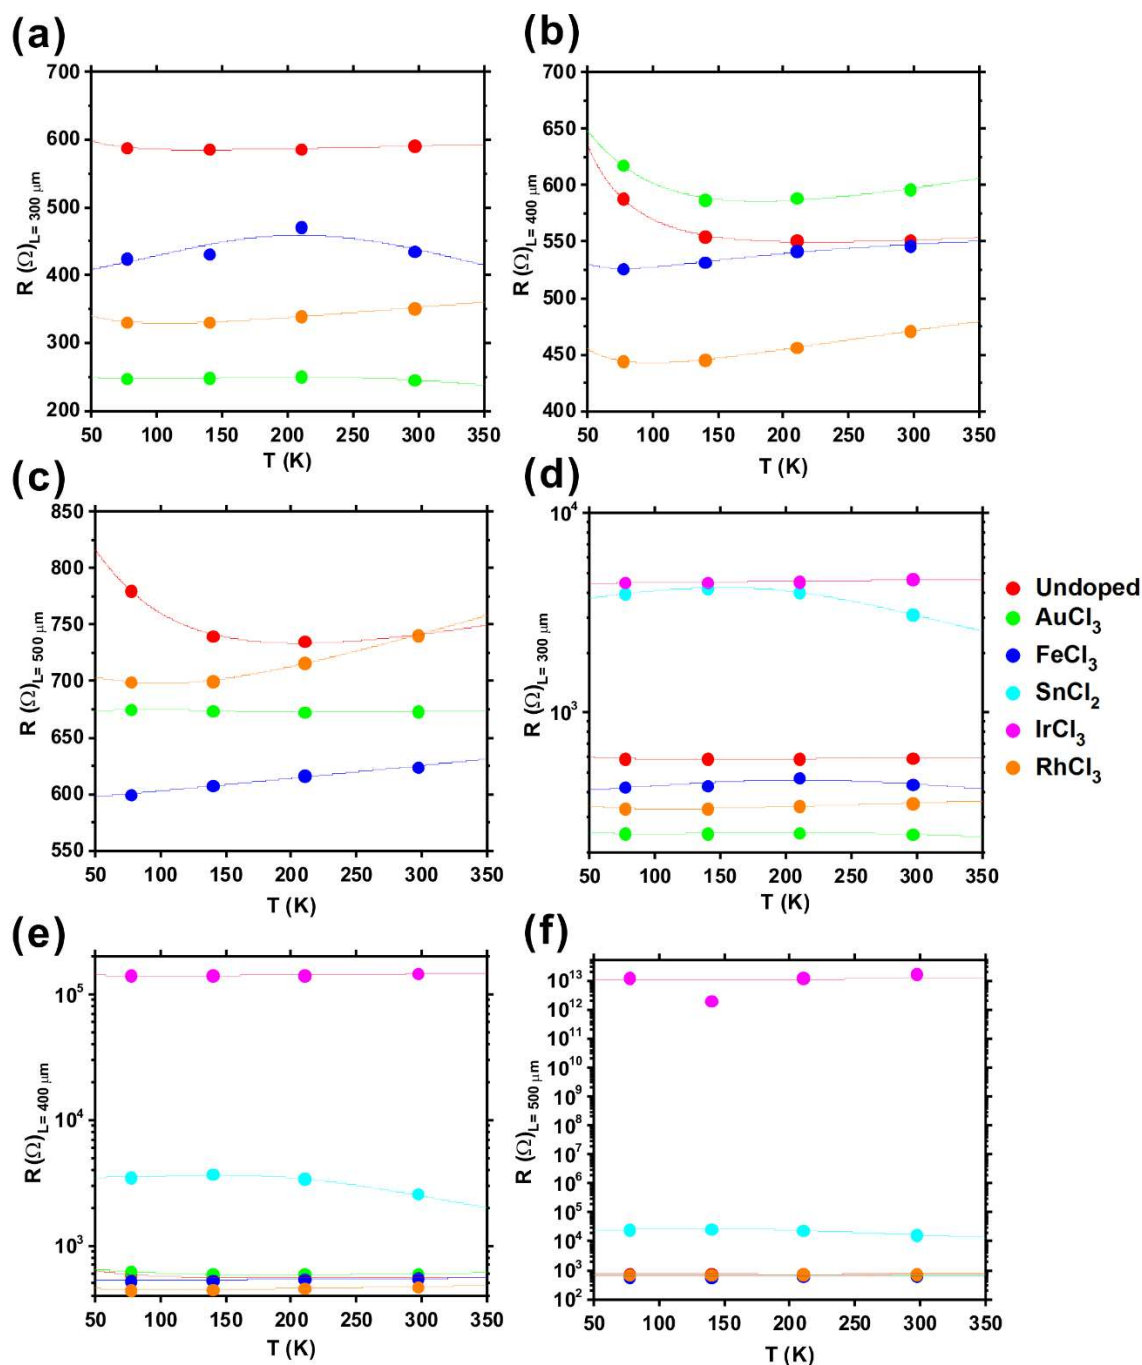 (a)
700
600
500
400
300
200
R (Ω)L= 300 μm
50 100 150 200 250 300 350
T (K)
(b)
700
650
600
550
500
450
400
R (Ω)L= 400 μm
50 100 150 200 250 300 350
T (K)
(c)
850
800
750
700
650
600
550
R (Ω)L= 500 μm
50 100 150 200 250 300 350
T (K)
(d)
10⁴
10³
R (Ω)L= 300 μm
50 100 150 200 250 300 350
T (K)
Undoped
AuCl₃
FeCl₃
SnCl₂
IrCl₃
RhCl₃
(e)
10⁵
10⁴
10³
R (Ω)L= 400 μm
50 100 150 200 250 300 350
T (K)
(f)
10¹³
10¹²
10¹¹
10¹⁰
10⁹
10⁸
10⁷
10⁶
10⁵
10⁴
10³
10²
R (Ω)L= 500 μm
50 100 150 200 250 300 350
T (K)